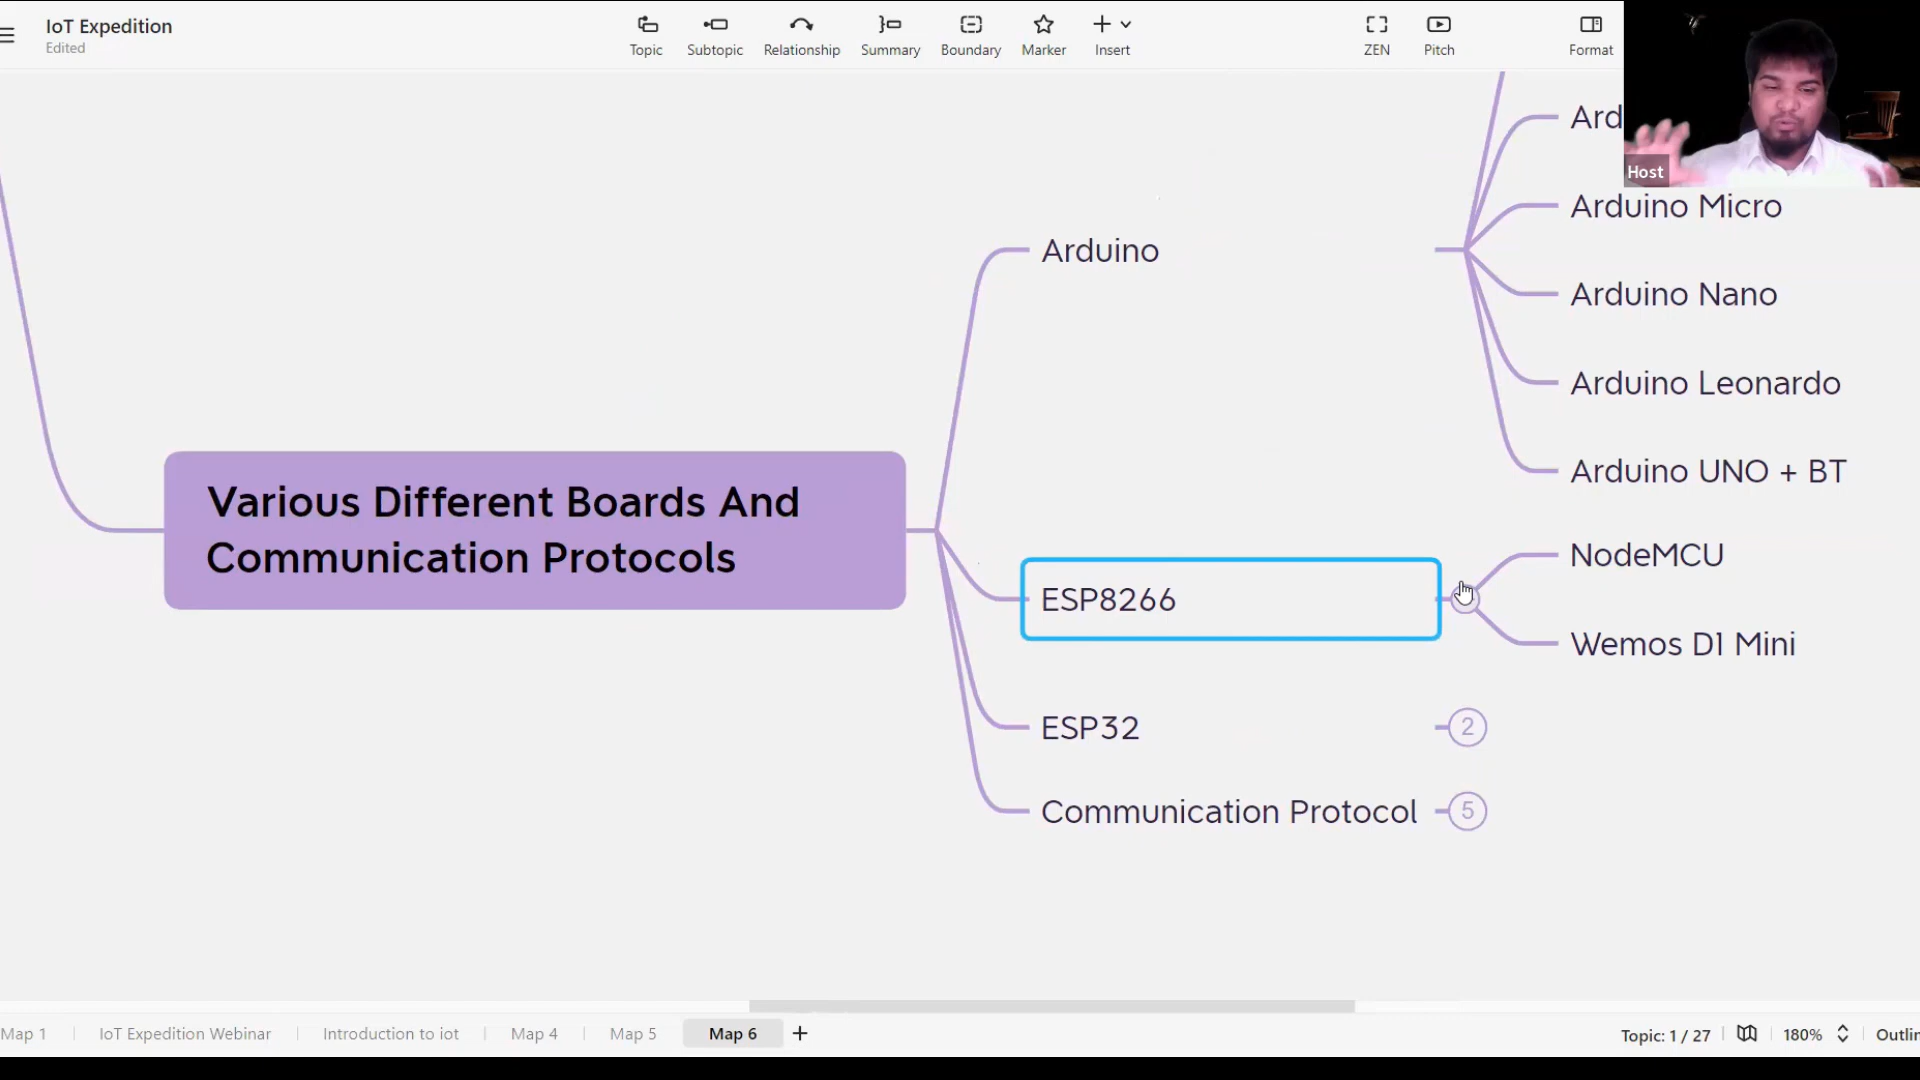 IoT Expedition
Edited
Topic
Subtopic
Relationship
Summary
Boundary
Marker
Insert
ZEN
Pitch
Format
Host
Arduino Micro
Arduino
Arduino Nano
Arduino Leonardo
Arduino UNO + BT
Various Different Boards And
Communication Protocols
NodeMCU
ESP8266
Wemos D1 Mini
ESP32
2
Communication Protocol
5
Map 1
IoT Expedition Webinar
Introduction to iot
Map 4
Map 5
Map 6
Topic: 1 / 27
180%